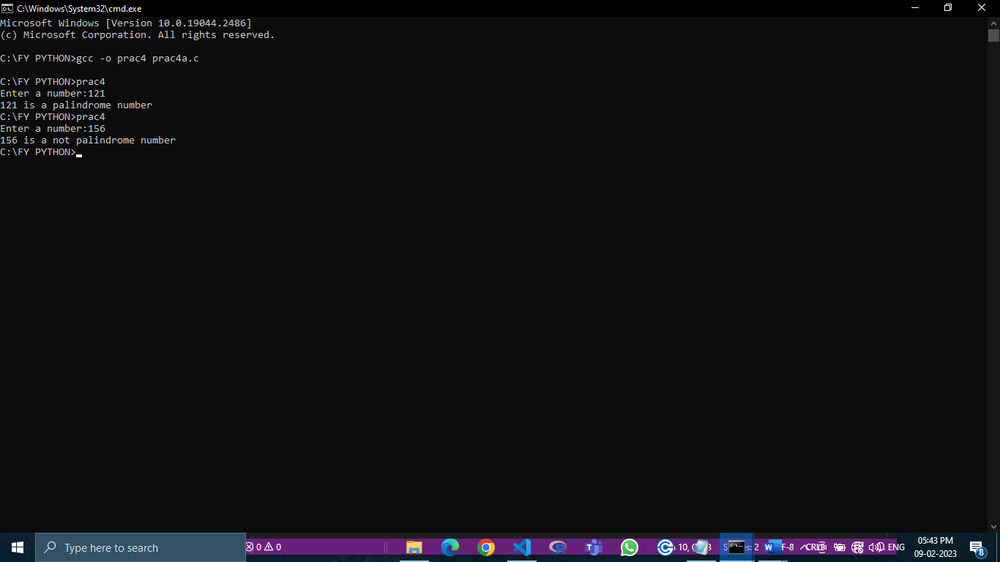 C:\Windows\System32\cmd.exe
Microsoft Windows [Version 10.0.19044.2486]
(c) Microsoft Corporation. All rights reserved.
C:\FY PYTHON>gcc -o prac4 prac4a.c
C:\FY PYTHON>prac4
Enter a number:121
121 is a palindrome number
C:\FY PYTHON>prac4
Enter a number:156
156 is a not palindrome number
C:\FY PYTHON>
Type here to search
0 0
10,
2
F-8
CRLF
ENG
05:43 PM
09-02-2023
8